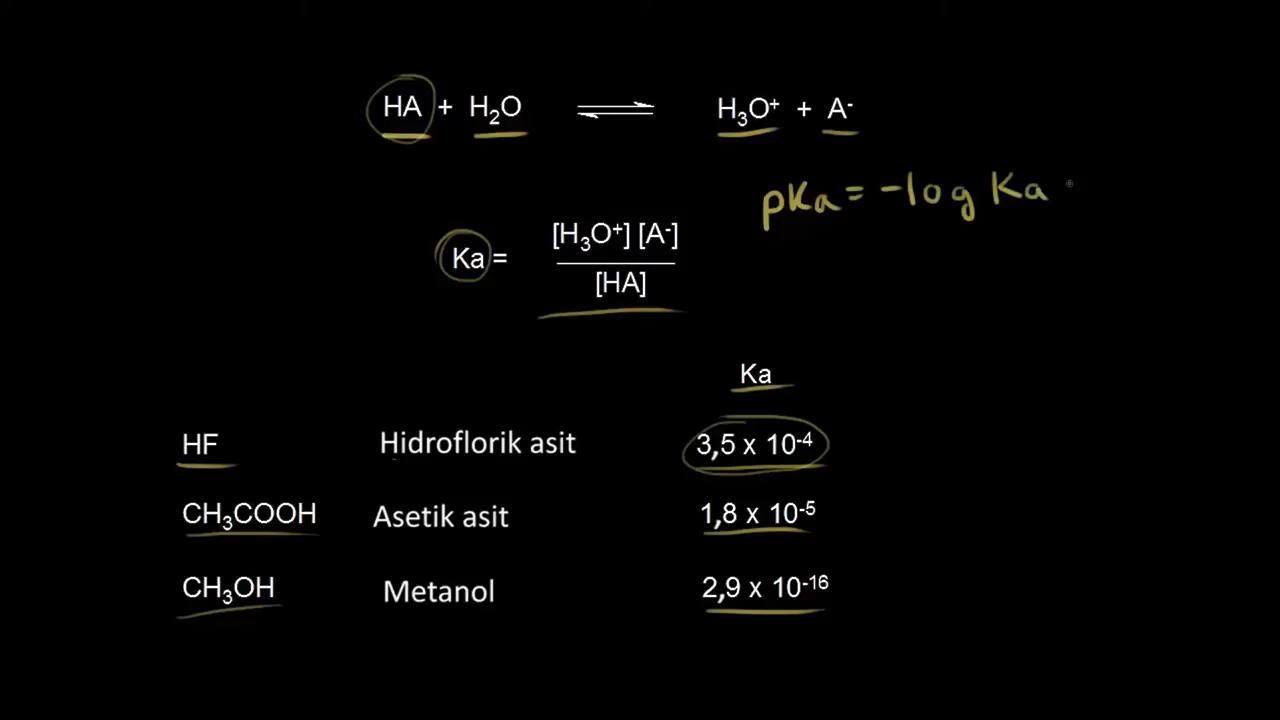 HA + H₂O ⇌ H₃O⁺ + A⁻
pKa = -log Ka
Ka = [H₃O⁺] [A⁻] / [HA]
Ka
HF Hidroflorik asit 3,5 x 10⁻⁴
CH₃COOH Asetik asit 1,8 x 10⁻⁵
CH₃OH Metanol 2,9 x 10⁻¹⁶